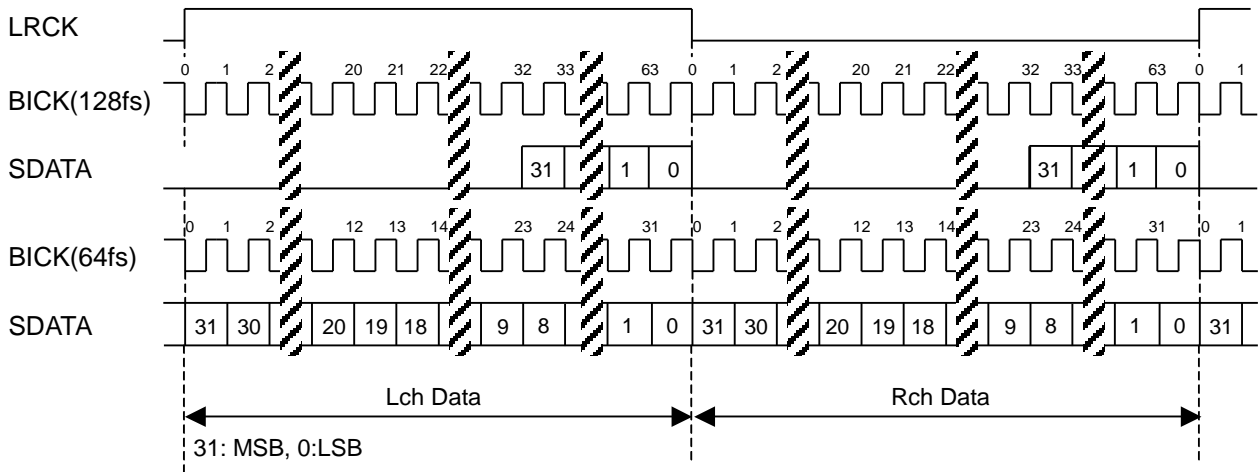 LRCK
0 1 2 20 21 22 32 33 63 0 1 2 20 21 22 32 33 63 0 1
BICK(128fs)
SDATA 31 1 0 31 1 0
0 1 2 12 13 14 23 24 31 0 1 2 12 13 14 23 24 31 0 1
BICK(64fs)
SDATA 31 30 20 19 18 9 8 1 0 31 30 20 19 18 9 8 1 0 31
Lch Data Rch Data
31: MSB, 0:LSB